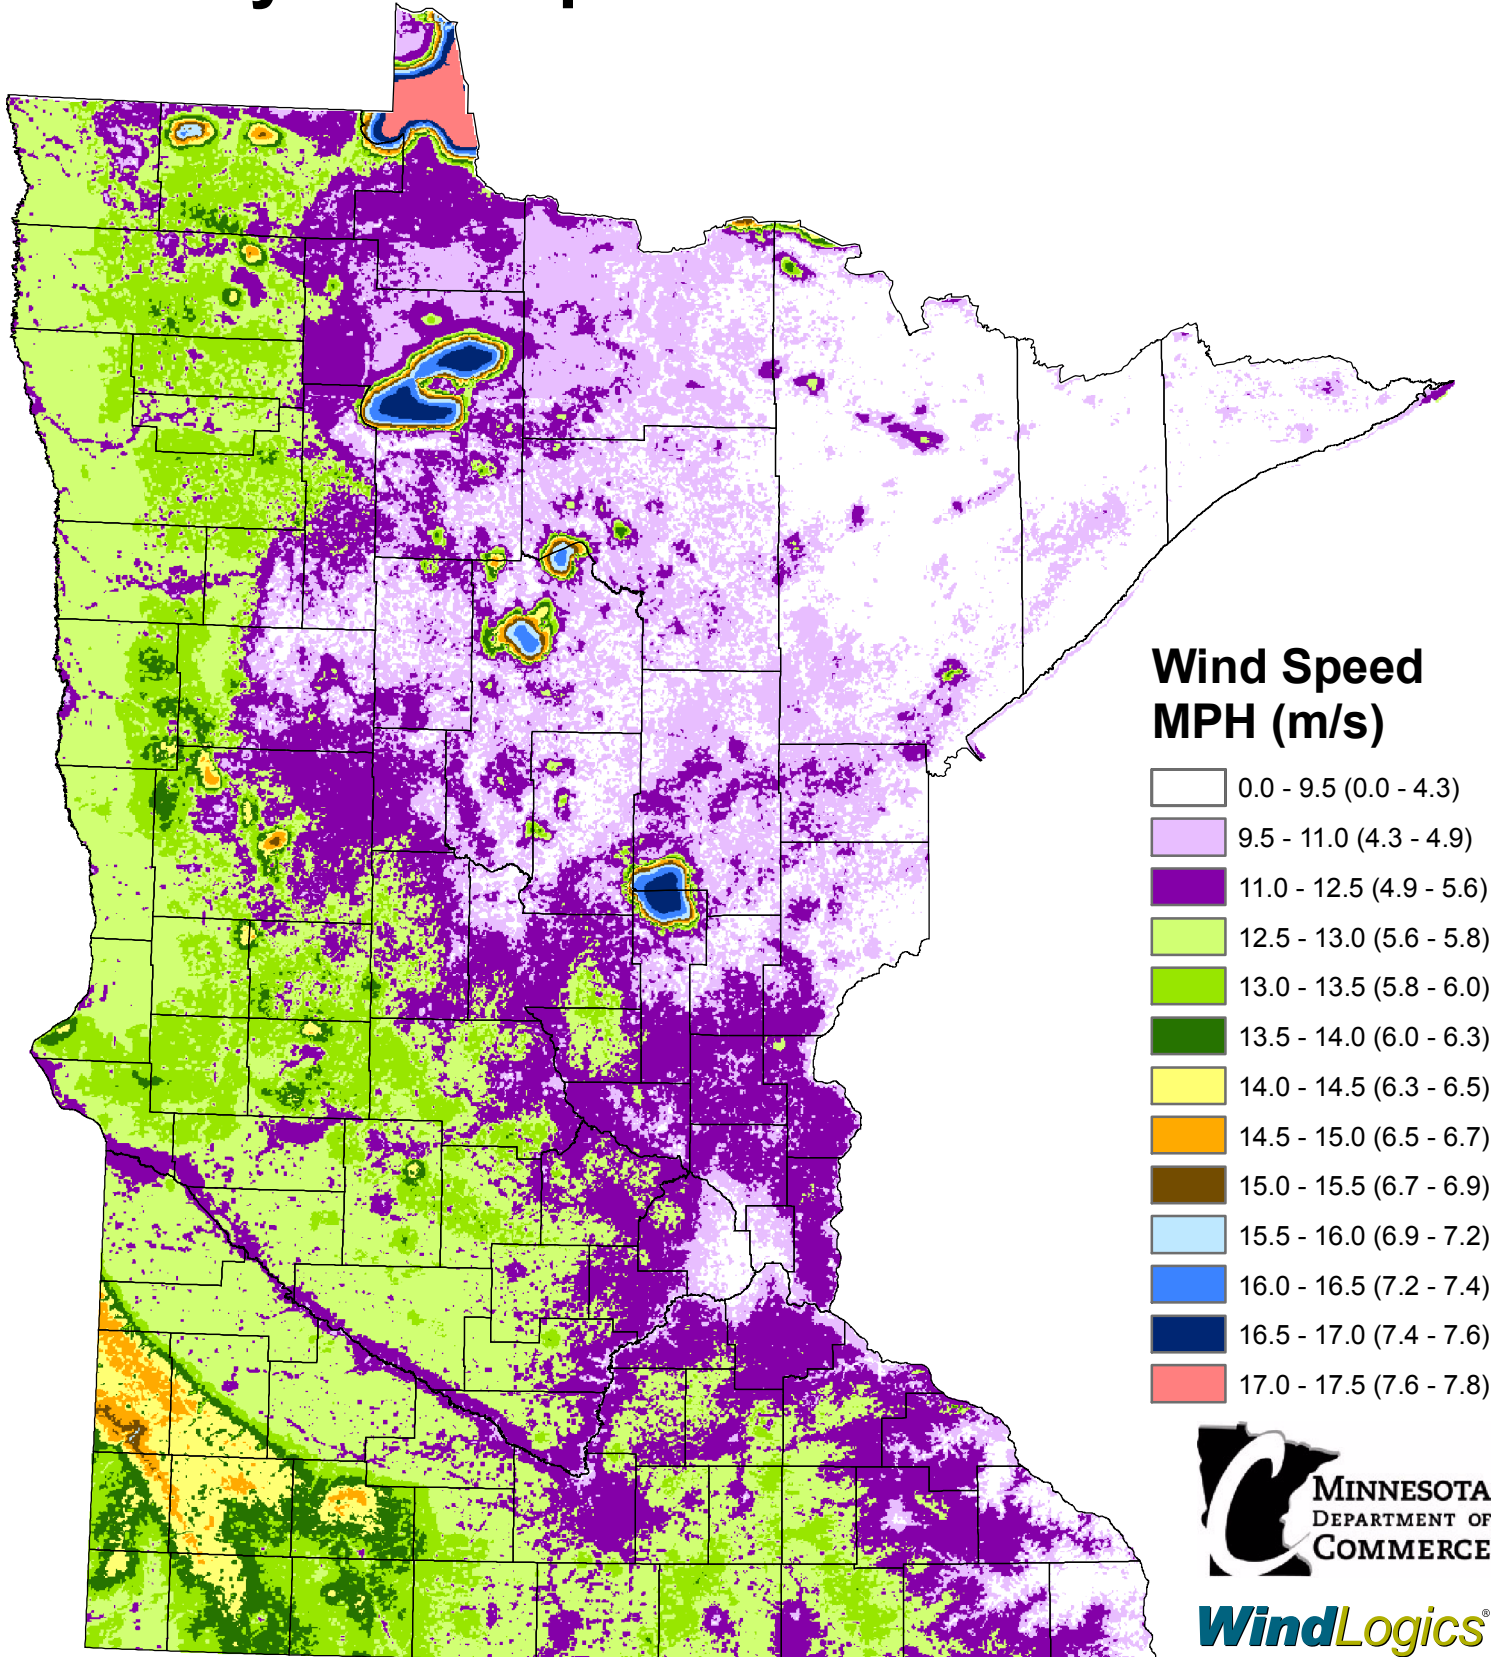 Wind Speed
MPH (m/s)
0.0 - 9.5 (0.0 - 4.3)
9.5 - 11.0 (4.3 - 4.9)
11.0 - 12.5 (4.9 - 5.6)
12.5 - 13.0 (5.6 - 5.8)
13.0 - 13.5 (5.8 - 6.0)
13.5 - 14.0 (6.0 - 6.3)
14.0 - 14.5 (6.3 - 6.5)
14.5 - 15.0 (6.5 - 6.7)
15.0 - 15.5 (6.7 - 6.9)
15.5 - 16.0 (6.9 - 7.2)
16.0 - 16.5 (7.2 - 7.4)
16.5 - 17.0 (7.4 - 7.6)
17.0 - 17.5 (7.6 - 7.8)
MINNESOTA
DEPARTMENT OF
COMMERCE
WindLogics®